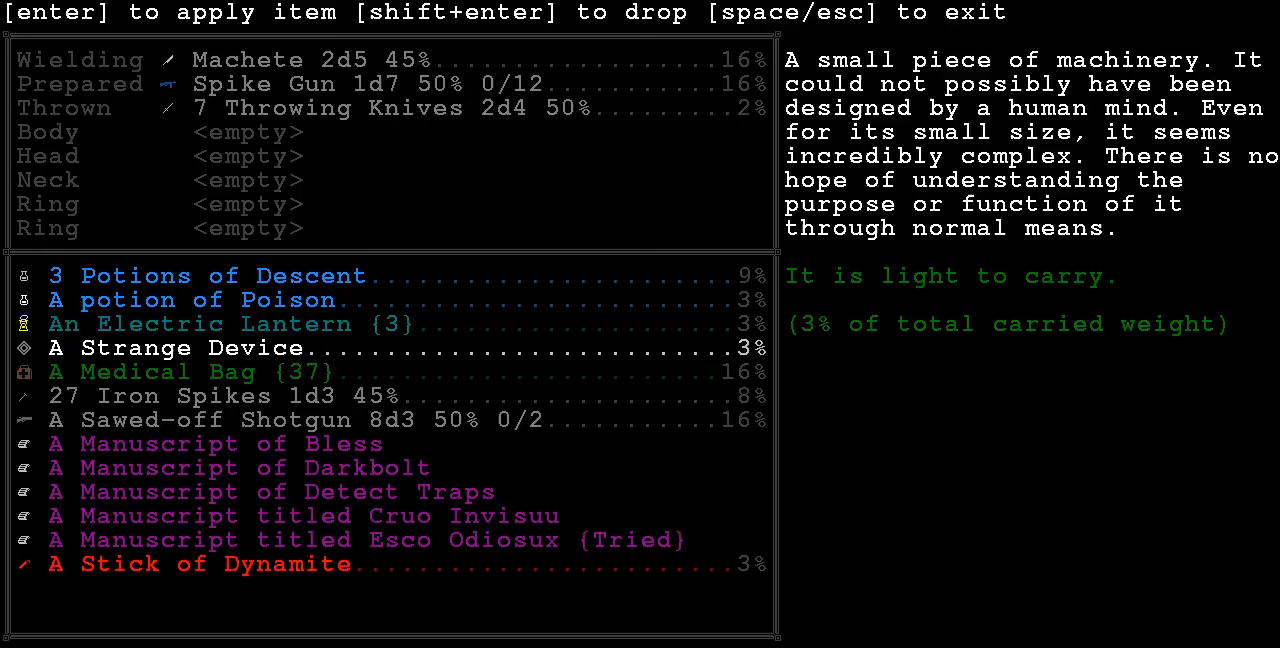 [enter] to apply item [shift+enter] to drop [space/esc] to exit
Wielding Machete 2d5 45%..................16%
Prepared Spike Gun 1d7 50% 0/12...........16%
Thrown 7 Throwing Knives 2d4 50%.........2%
Body <empty>
Head <empty>
Neck <empty>
Ring <empty>
Ring <empty>
3 Potions of Descent.......................9%
A potion of Poison.........................3%
An Electric Lantern {3}....................3%
A Strange Device...........................3%
A Medical Bag {37}........................16%
27 Iron Spikes 1d3 45%.....................8%
A Sawed-off Shotgun 8d3 50% 0/2...........16%
A Manuscript of Bless
A Manuscript of Darkbolt
A Manuscript of Detect Traps
A Manuscript titled Cruo Invisuu
A Manuscript titled Esco Odiosux {Tried}
A Stick of Dynamite........................3%
A small piece of machinery. It
could not possibly have been
designed by a human mind. Even
for its small size, it seems
incredibly complex. There is no
hope of understanding the
purpose or function of it
through normal means.
It is light to carry.
(3% of total carried weight)